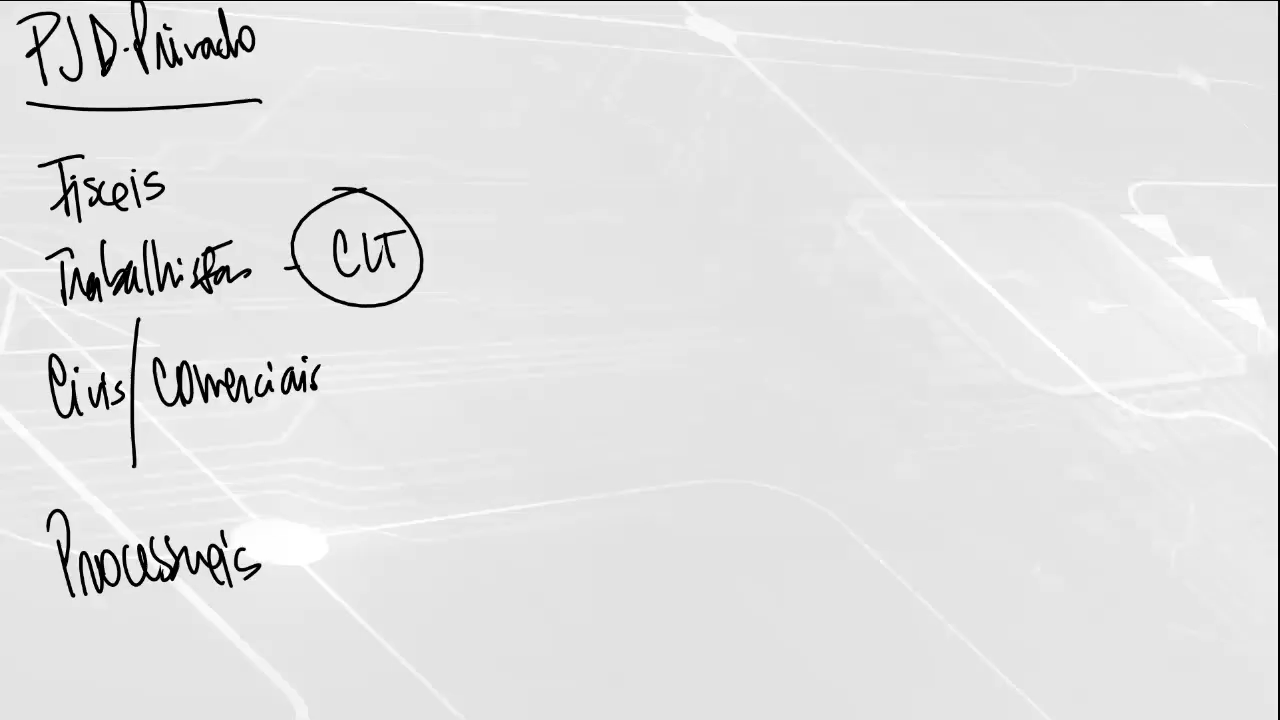 PJD.Privado
Fiscais
Trabalhistas - CLT
Civis/Comerciais
Processuais